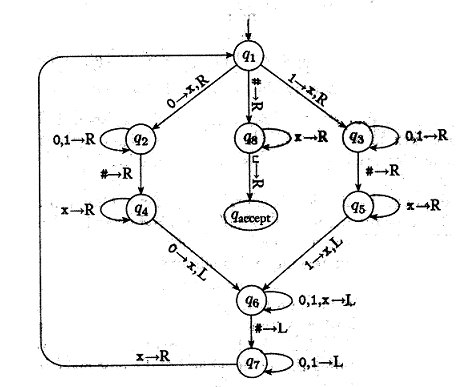 q1
0→x,R
#→R
1→x,R
0,1→R
q2
q8
x→R
q3
0,1→R
#→R
⊔→R
#→R
x→R
q4
qaccept
q5
x→R
0→x,L
1→x,L
q6
0,1,x→L
#→L
x→R
q7
0,1→L